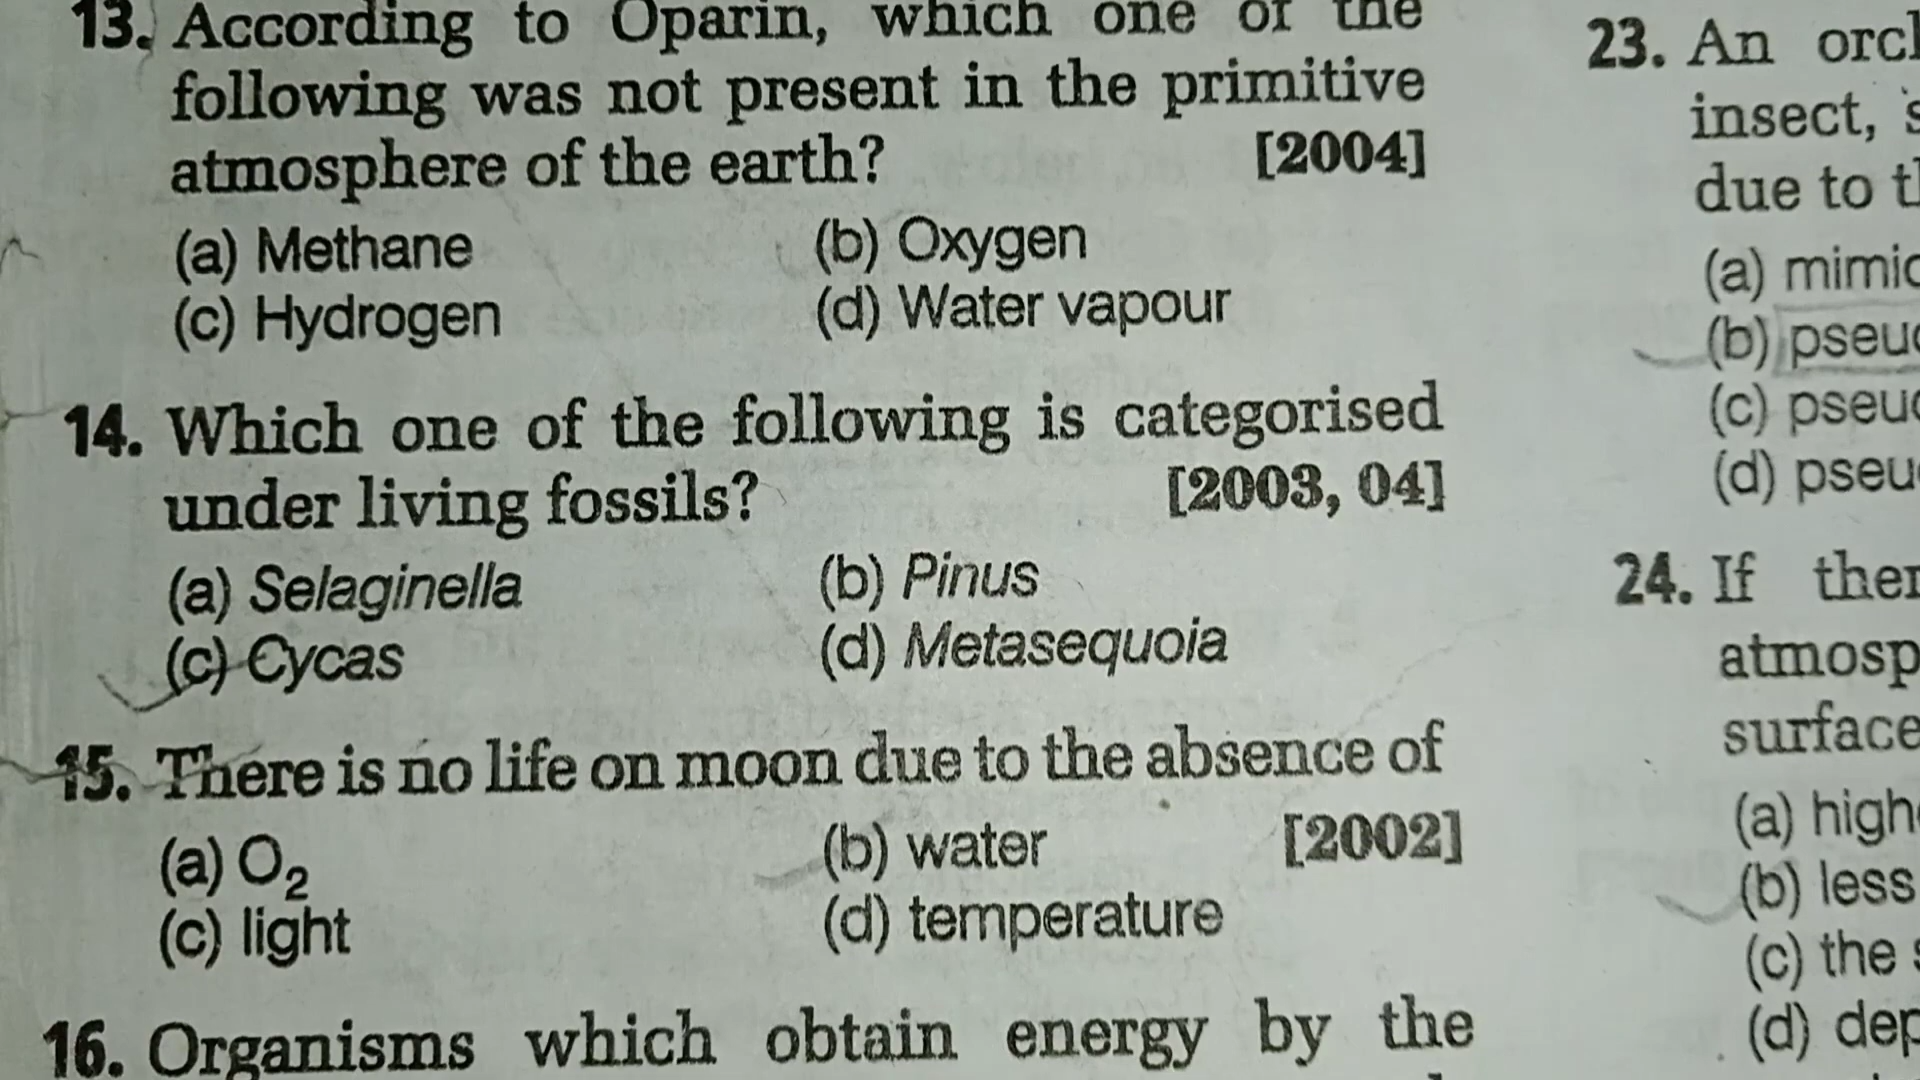 13. According to Oparin, which one of the
following was not present in the primitive
atmosphere of the earth? [2004]
(a) Methane (b) Oxygen
(c) Hydrogen (d) Water vapour
14. Which one of the following is categorised
under living fossils? [2003, 04]
(a) Selaginella (b) Pinus
(c) Cycas (d) Metasequoia
15. There is no life on moon due to the absence of
(a) O₂ (b) water [2002]
(c) light (d) temperature
16. Organisms which obtain energy by the
23. An
insect,
due to
(a)
(b)
(c)
(d)
24. If
surface
(a)
(b) less
(c) the
(d)